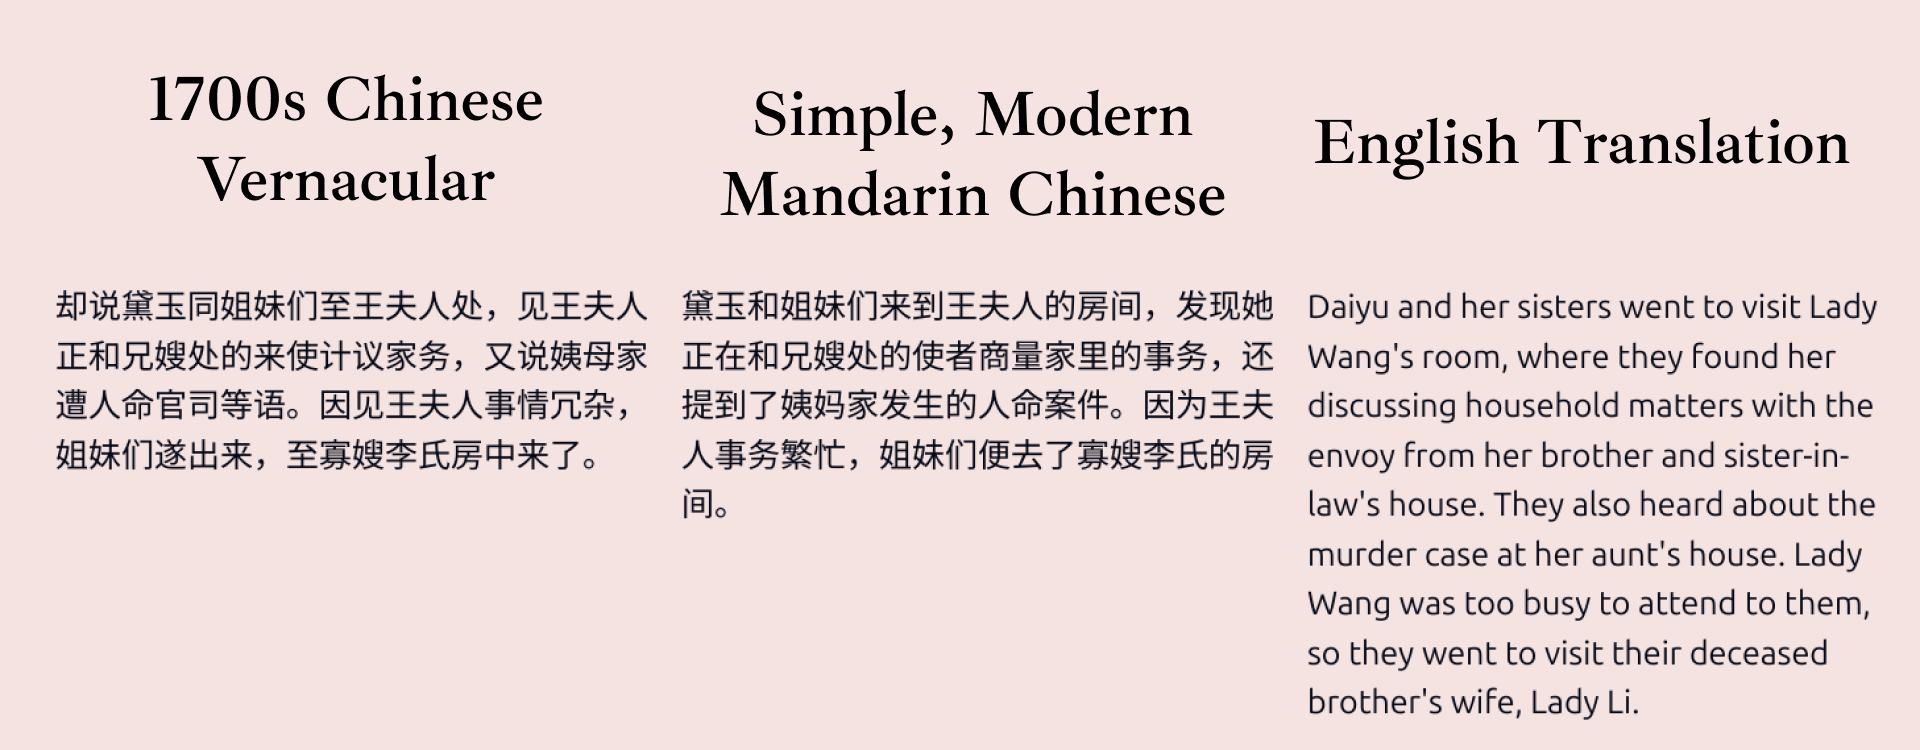 1700s Chinese
Vernacular
却说黛玉同姐妹们至王夫人处，见王夫人
正和兄嫂处的来使计议家务，又说姨母家
遭人命官司等语。因见王夫人事情冗杂，
姐妹们遂出来，至寡嫂李氏房中来了。
Simple, Modern
Mandarin Chinese
黛玉和姐妹们来到王夫人的房间，发现她
正在和兄嫂处的使者商量家里的事务，还
提到了姨妈家发生的人命案件。因为王夫
人事务繁忙，姐妹们便去了寡嫂李氏的房
间。
English Translation
Daiyu and her sisters went to visit Lady
Wang's room, where they found her
discussing household matters with the
envoy from her brother and sister-in-
law's house. They also heard about the
murder case at her aunt's house. Lady
Wang was too busy to attend to them,
so they went to visit their deceased
brother's wife, Lady Li.